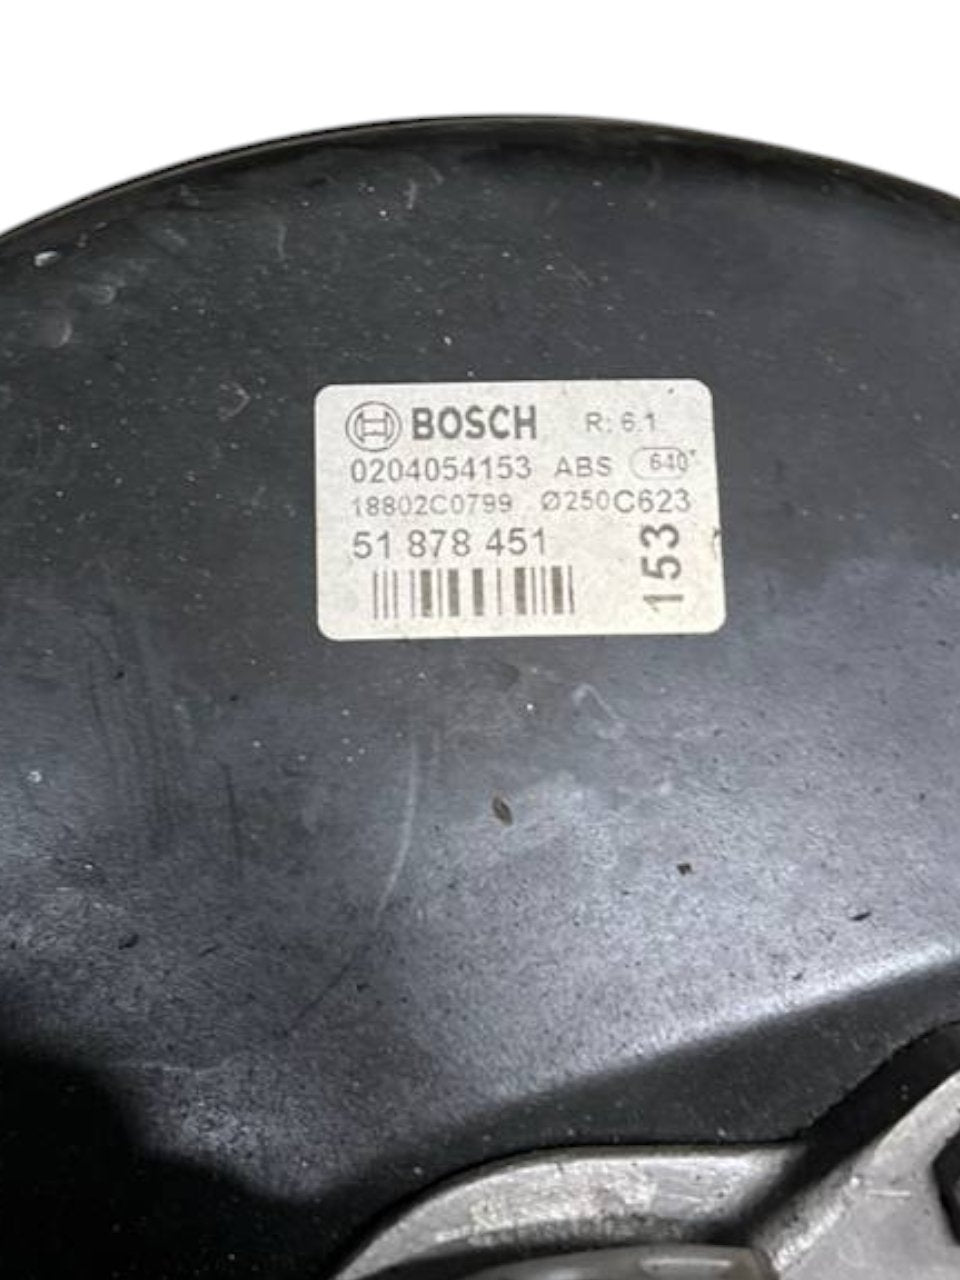 BOSCH R: 6.1
0204054153 ABS 640*
18802C0799 Ø250C623
51 878 451
153